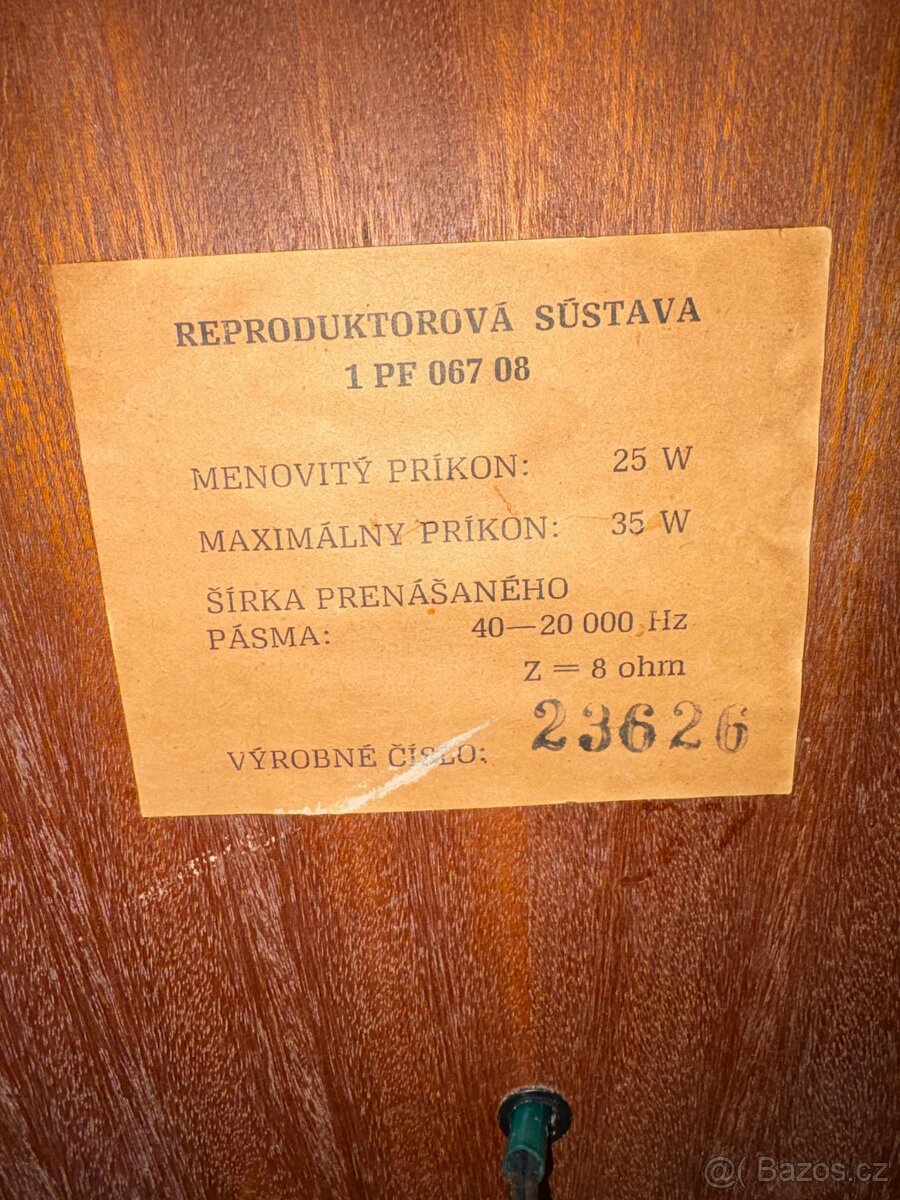 REPRODUKTOROVÁ SÚSTAVA
1 PF 067 08
MENOVITÝ PRÍKON: 25 W
MAXIMÁLNY PRÍKON: 35 W
ŠÍRKA PRENÁŠANÉHO
PÁSMA: 40—20 000 Hz
Z = 8 ohm
VÝROBNÉ ČÍSLO: 23626
@( Bazos.cz